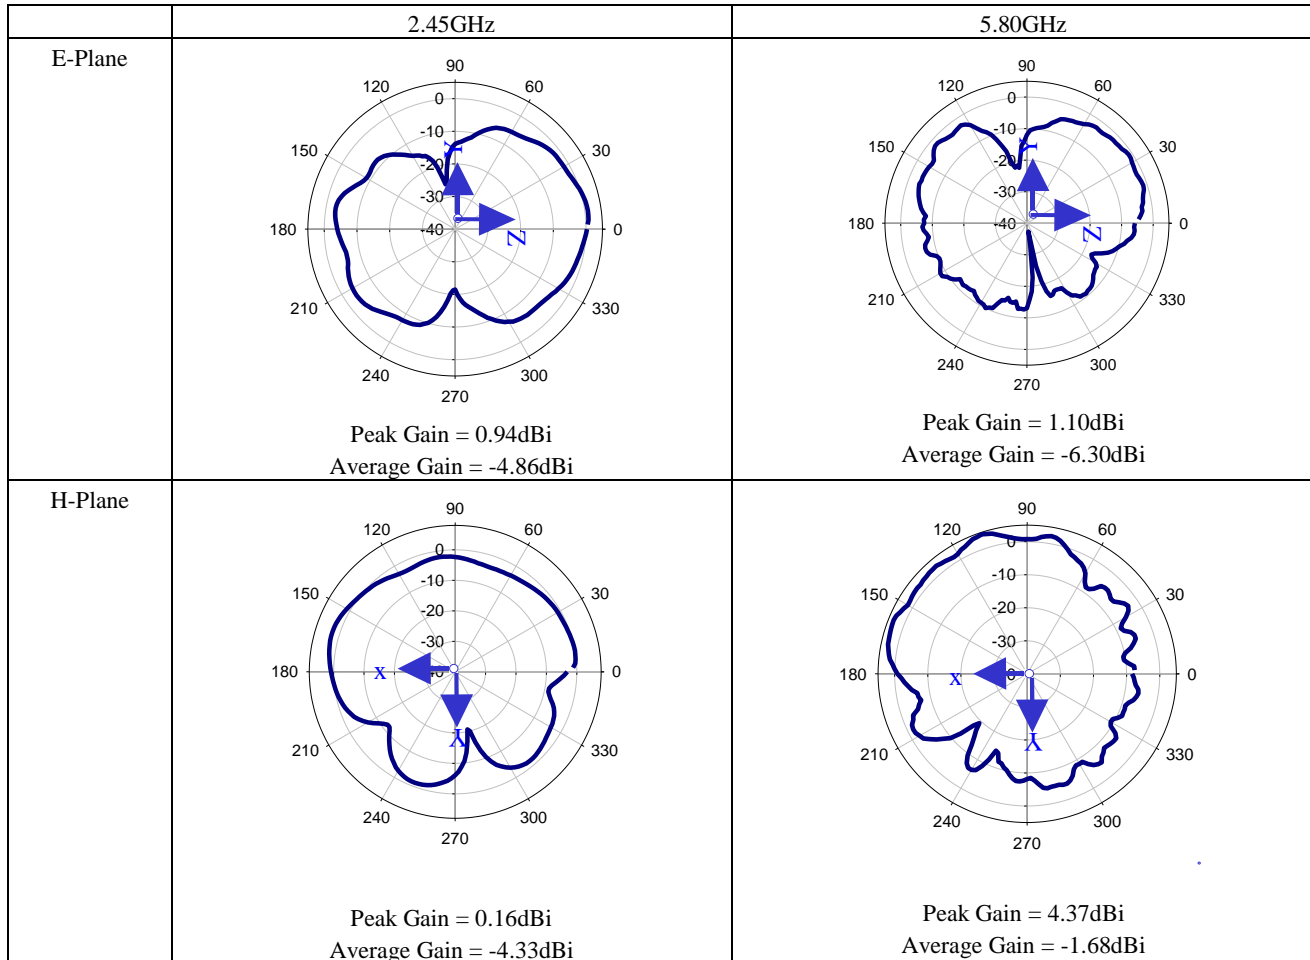 2.45GHz 5.80GHz
E-Plane
90
120 60
150 30
180 0
210 330
240 300
270
0
-10
-20
-30
-40
Y
Z
Peak Gain = 0.94dBi
Average Gain = -4.86dBi
90
120 60
150 30
180 0
210 330
240 300
270
0
-10
-20
-30
-40
Y
Z
Peak Gain = 1.10dBi
Average Gain = -6.30dBi
H-Plane
90
120 60
150 30
180 0
210 330
240 300
270
0
-10
-20
-30
x
Y
Peak Gain = 0.16dBi
Average Gain = -4.33dBi
90
120 60
150 30
180 0
210 330
240 300
270
0
-10
-20
-30
x
Y
Peak Gain = 4.37dBi
Average Gain = -1.68dBi